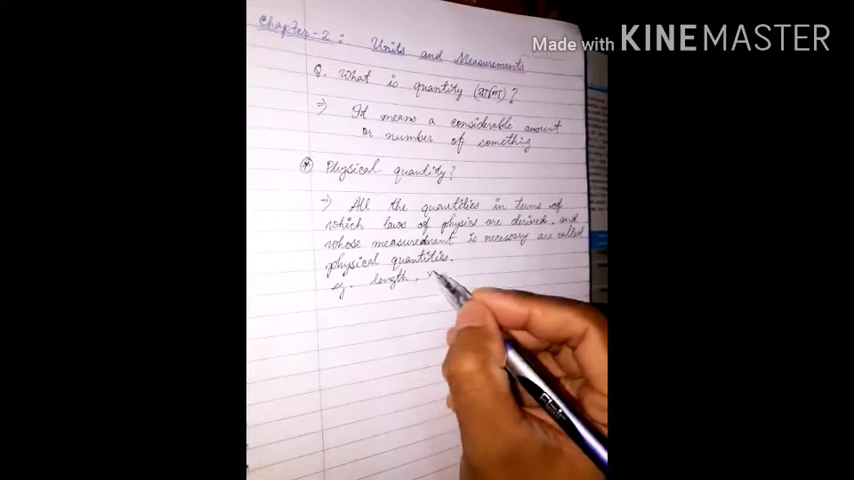 Made with KINEMASTER
Chapter-2: Units and Measurements
Q. What is quantity (मात्रा)?
⇒ It means a considerable amount
or number of something
* Physical quantity?
⇒ All the quantities in terms of
which laws of physics are derived. and
whose measurednent is necesary are called
physical quantities.
eg. length,